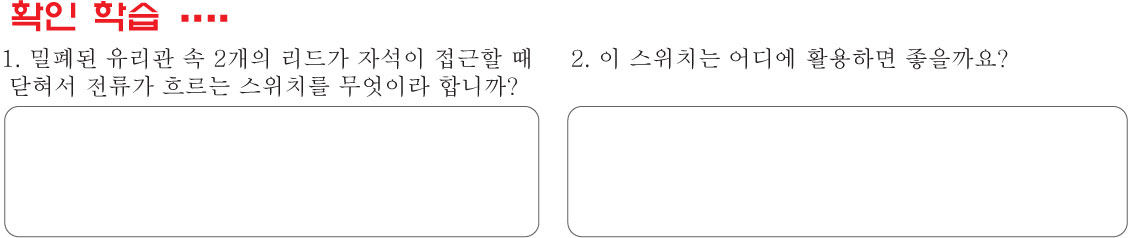 확인 학습 ....
1. 밀폐된 유리관 속 2개의 리드가 자석이 접근할 때
닫혀서 전류가 흐르는 스위치를 무엇이라 합니까?
2. 이 스위치는 어디에 활용하면 좋을까요?